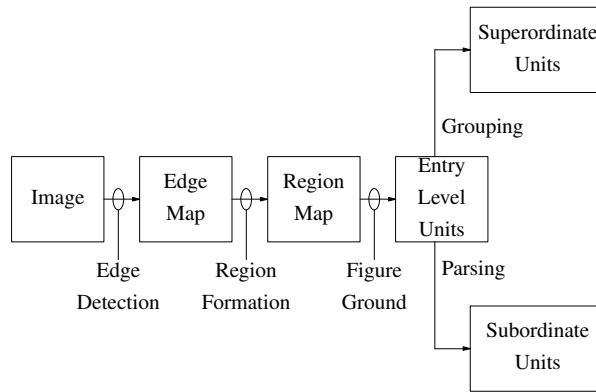 Superordinate
Units
Grouping
Image
Edge
Map
Region
Map
Entry
Level
Units
Edge
Detection
Region
Formation
Figure
Ground
Parsing
Subordinate
Units